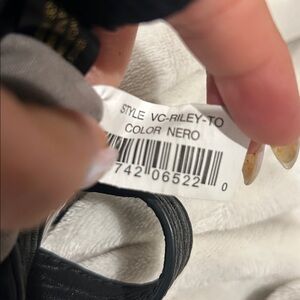 STYLE VC-RILEY-TO
COLOR NERO
742 06522 0